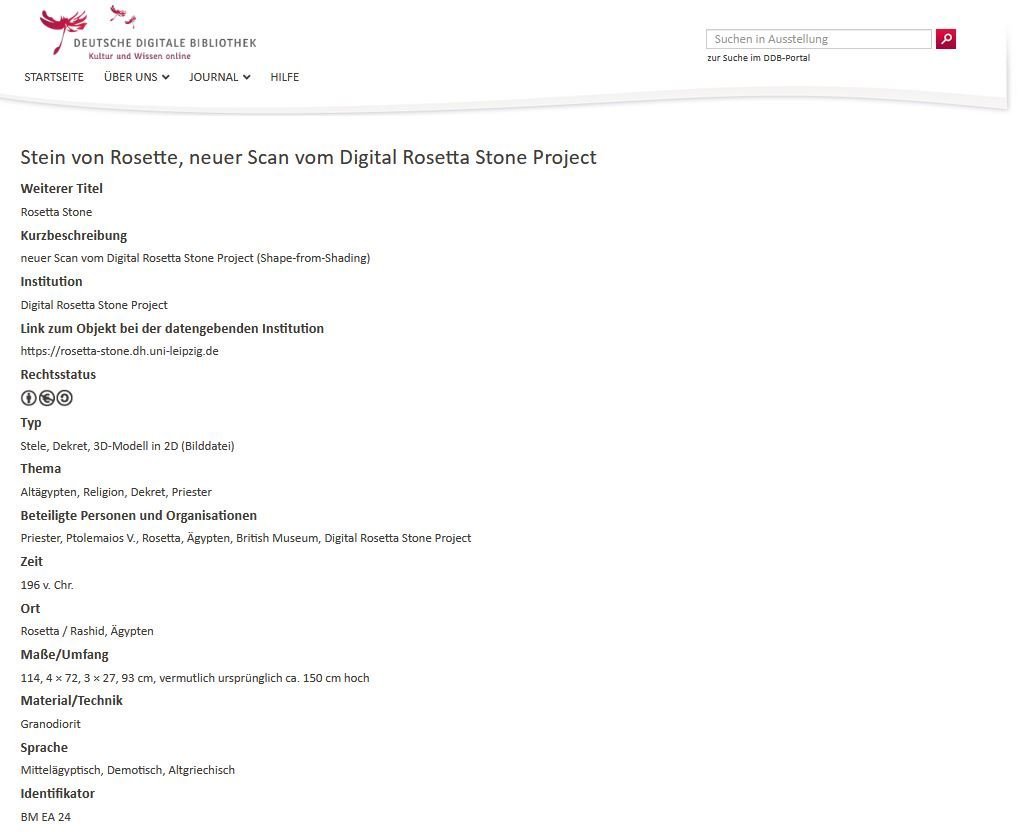 DEUTSCHE DIGITALE BIBLIOTHEK
Kultur und Wissen online
Suchen in Ausstellung
zur Suche im DDB-Portal
STARTSEITE ÜBER UNS JOURNAL HILFE
Stein von Rosette, neuer Scan vom Digital Rosetta Stone Project
Weiterer Titel
Rosetta Stone
Kurzbeschreibung
neuer Scan vom Digital Rosetta Stone Project (Shape-from-Shading)
Institution
Digital Rosetta Stone Project
Link zum Objekt bei der datengebenden Institution
https://rosetta-stone.dh.uni-leipzig.de
Rechtsstatus
Typ
Stele, Dekret, 3D-Modell in 2D (Bilddatei)
Thema
Altägypten, Religion, Dekret, Priester
Beteiligte Personen und Organisationen
Priester, Ptolemaios V., Rosetta, Ägypten, British Museum, Digital Rosetta Stone Project
Zeit
196 v. Chr.
Ort
Rosetta / Rashid, Ägypten
Maße/Umfang
114, 4 × 72, 3 × 27, 93 cm, vermutlich ursprünglich ca. 150 cm hoch
Material/Technik
Granodiorit
Sprache
Mittelägyptisch, Demotisch, Altgriechisch
Identifikator
BM EA 24